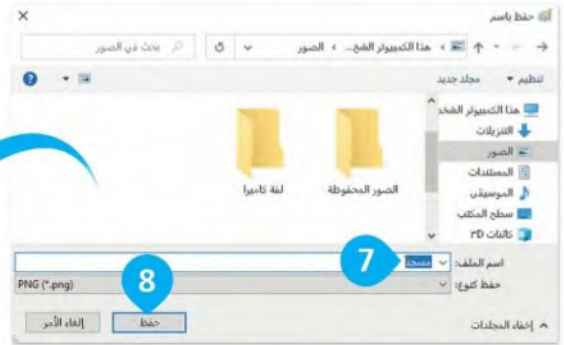 حفظ باسم
هذا الكمبيوتر الشخ... › الصور
بحث في الصور
تنظيم
مجلد جديد
هذا الكمبيوتر الشخد
التنزيلات
الصور
المستندات
الموسيقى
سطح المكتب
كائنات ٣D
الصور المحفوظة
لفة كاميرا
اسم الملف:
7
حفظ كنوع:
PNG (*.png)
8
إخفاء المجلدات
حفظ
إلغاء الأمر